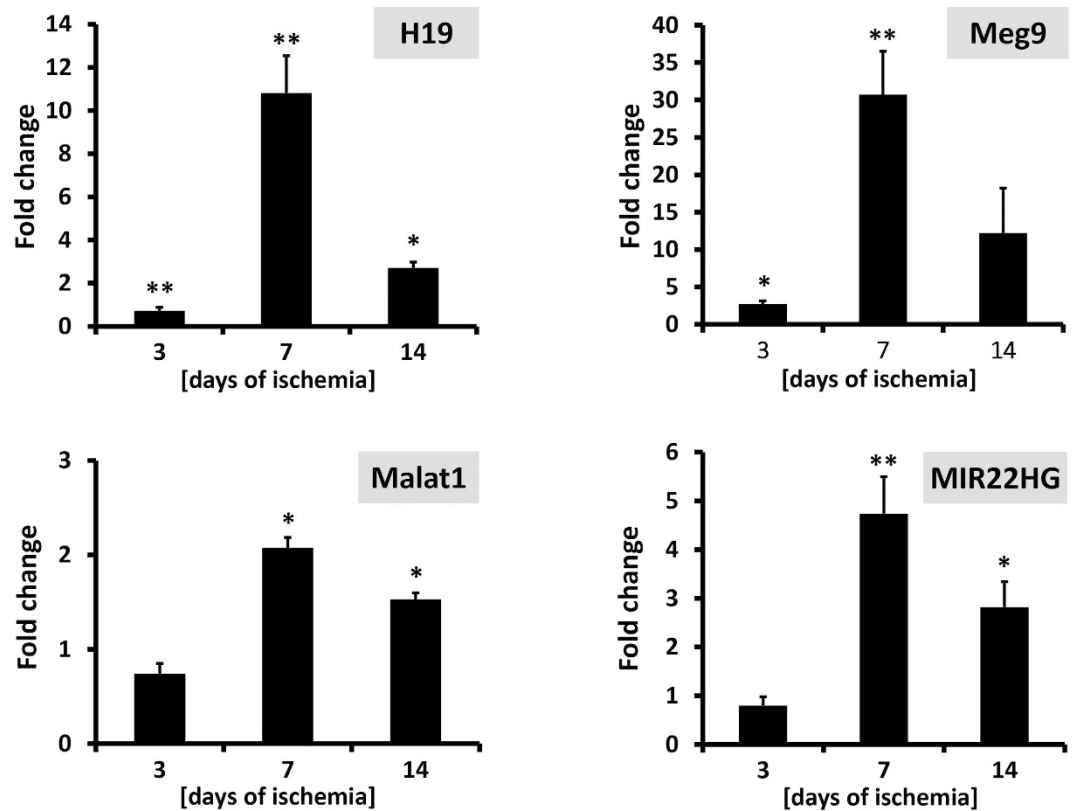 H19
Fold change
14
12
10
8
6
4
2
0
**
**
*
3 7 14
[days of ischemia]
Meg9
Fold change
40
35
30
25
20
15
10
5
0
*
**
3 7 14
[days of ischemia]
Malat1
Fold change
3
2
1
0
*
*
3 7 14
[days of ischemia]
MIR22HG
Fold change
6
5
4
3
2
1
0
**
*
3 7 14
[days of ischemia]